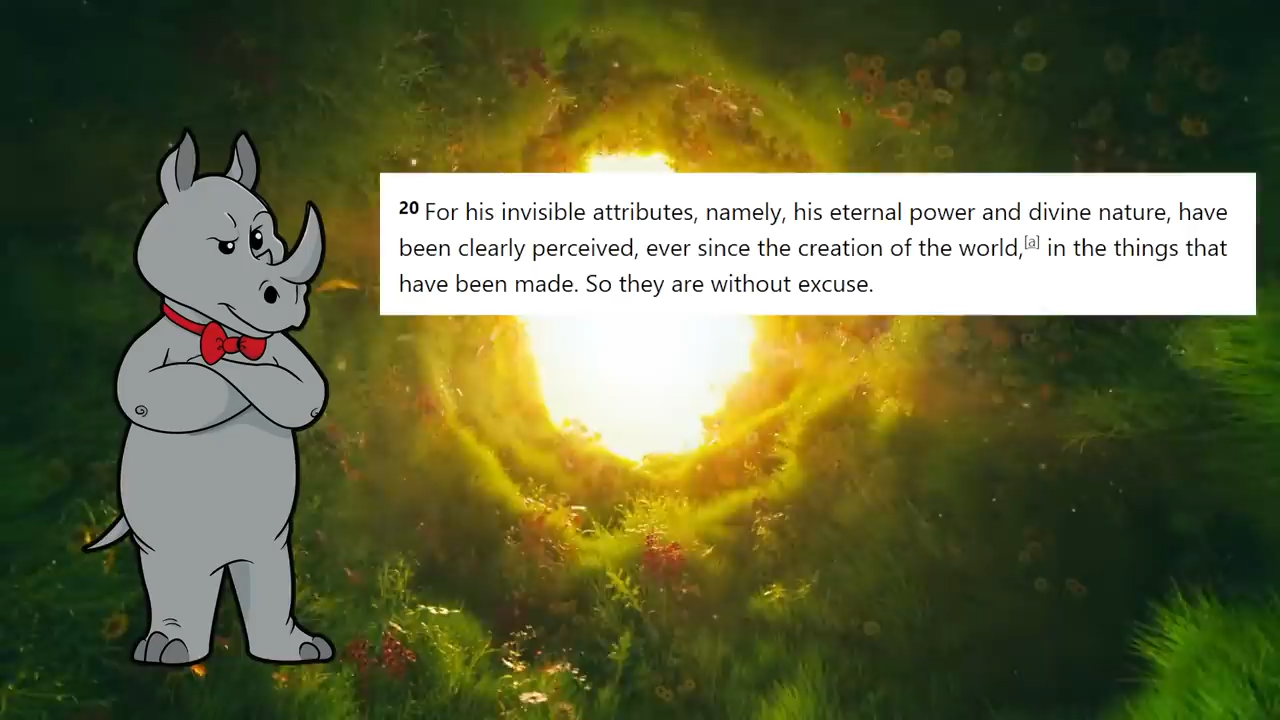 20 For his invisible attributes, namely, his eternal power and divine nature, have
been clearly perceived, ever since the creation of the world,[a] in the things that
have been made. So they are without excuse.